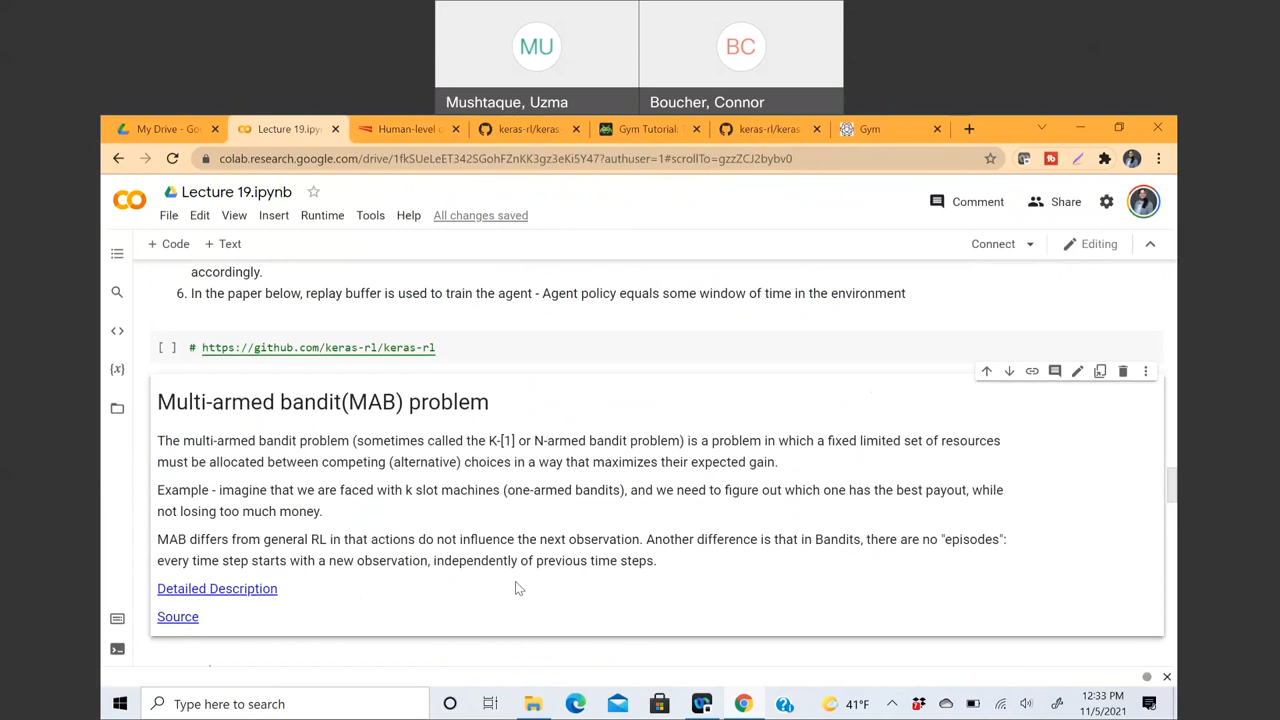 MU
BC
Mushtaque, Uzma
Boucher, Connor
My Drive - Goo
Lecture 19.ipynb
Human-level c
keras-rl/keras-
Gym Tutorial:
keras-rl/keras
Gym
colab.research.google.com/drive/1fkSUeLeET342SGohFZnKK3gz3eKi5Y47?authuser=1#scrollTo=gzzZCJ2bybv0
Lecture 19.ipynb
Comment
Share
File Edit View Insert Runtime Tools Help All changes saved
+ Code + Text
Connect
Editing
accordingly.
6. In the paper below, replay buffer is used to train the agent - Agent policy equals some window of time in the environment
[ ] # https://github.com/keras-rl/keras-rl
Multi-armed bandit(MAB) problem
The multi-armed bandit problem (sometimes called the K-[1] or N-armed bandit problem) is a problem in which a fixed limited set of resources
must be allocated between competing (alternative) choices in a way that maximizes their expected gain.
Example - imagine that we are faced with k slot machines (one-armed bandits), and we need to figure out which one has the best payout, while
not losing too much money.
MAB differs from general RL in that actions do not influence the next observation. Another difference is that in Bandits, there are no "episodes":
every time step starts with a new observation, independently of previous time steps.
Detailed Description
Source
Type here to search
41°F
12:33 PM
11/5/2021